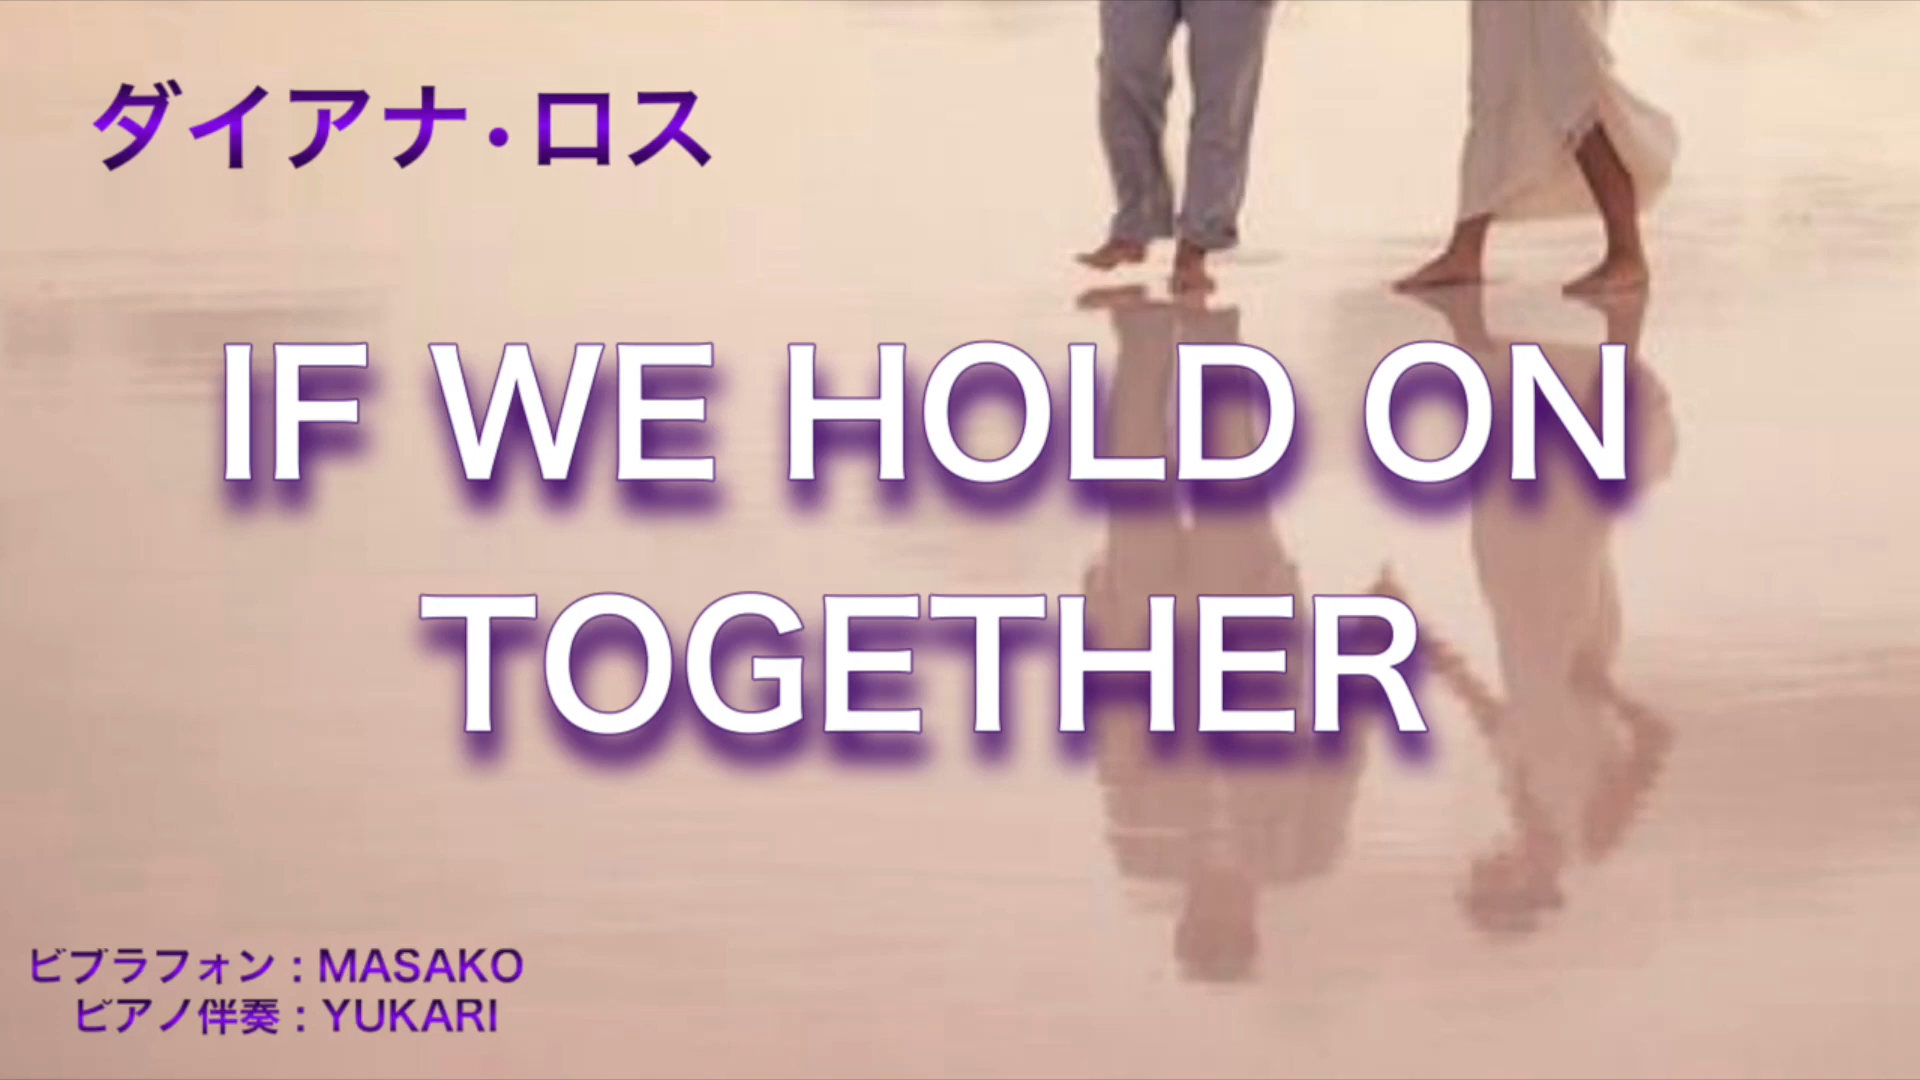 ダイアナ・ロス
IF WE HOLD ON
TOGETHER
ビブラフォン : MASAKO
ピアノ伴奏 : YUKARI